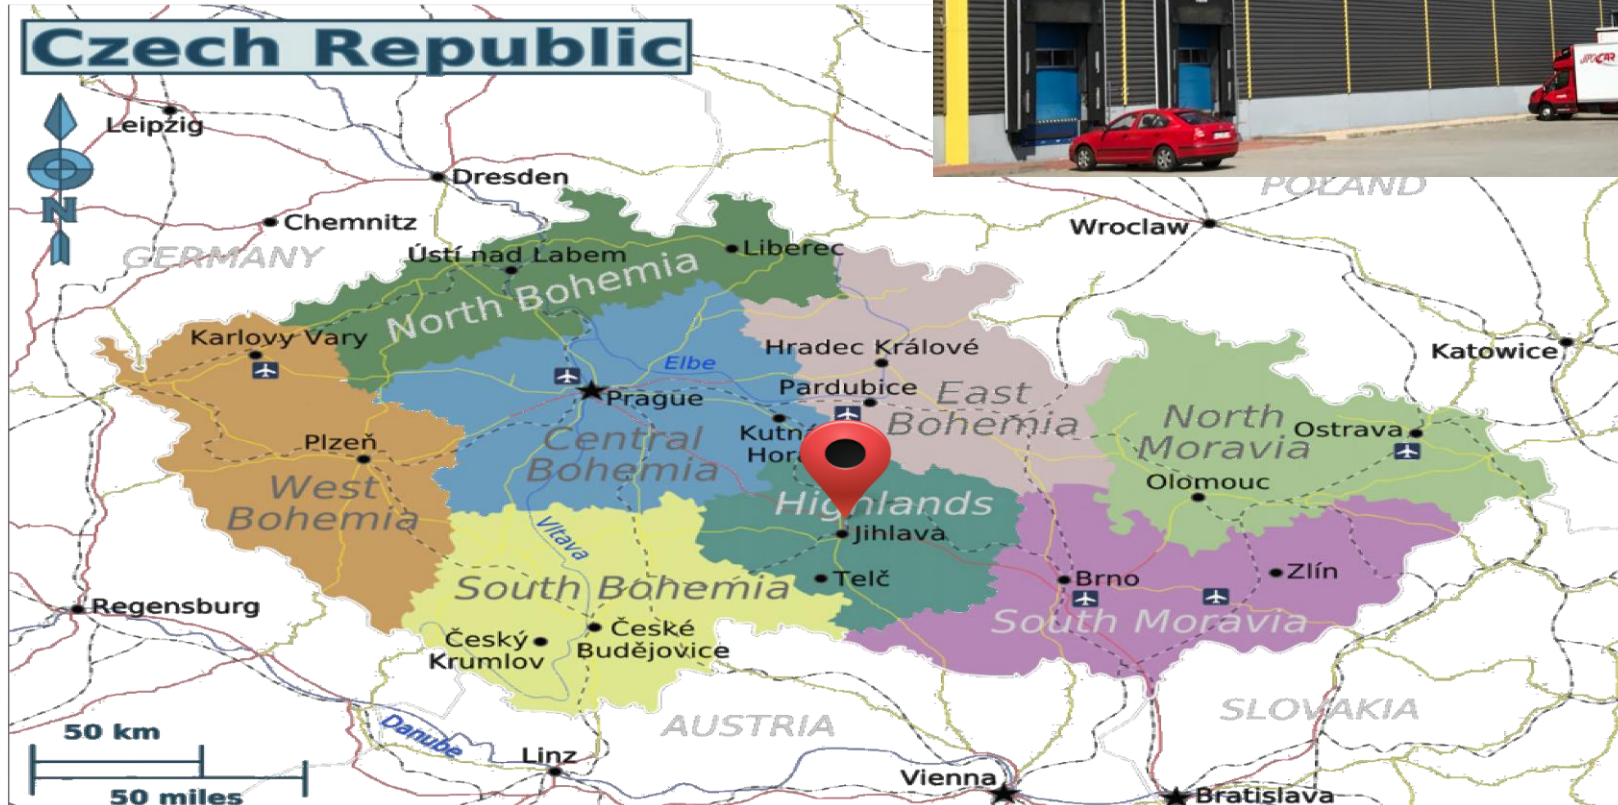 Czech Republic
Leipzig
Dresden
POLAND
Chemnitz
Wroclaw
N
GERMANY
Ústí nad Labem
Liberec
North Bohemia
Karlovy Vary
Hradec Králové
Katowice
Elbe
Pardubice
Prague
East
Bohemia
North
Moravia
Ostrava
Plzeň
Central
Bohemia
Olomouc
West
Bohemia
Highlands
Vltava
Jihlava
Telč
Brno
Zlín
South Bohemia
Regensburg
South Moravia
Český
Krumlov
České
Budějovice
SLOVAKIA
AUSTRIA
50 km
Danube
Linz
Vienna
50 miles
Bratislava